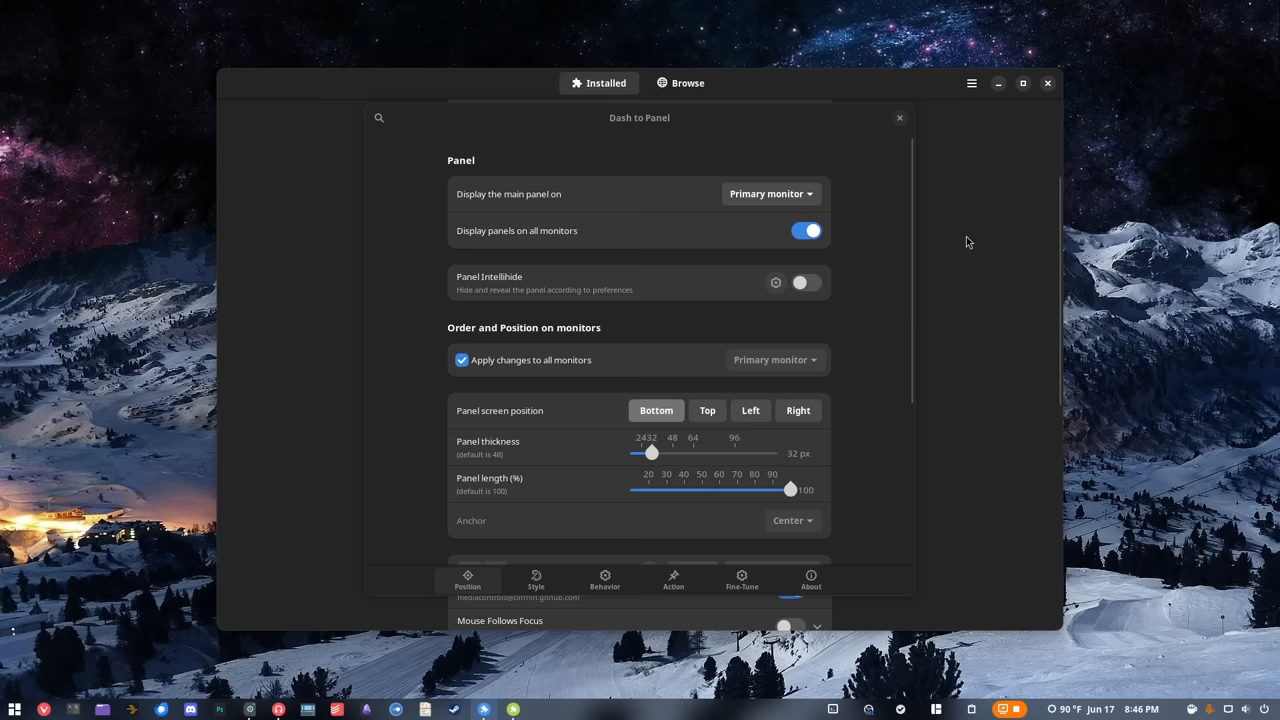 Installed
Browse
Dash to Panel
Panel
Display the main panel on
Primary monitor
Display panels on all monitors
Panel Intellihide
Hide and reveal the panel according to preferences
Order and Position on monitors
Apply changes to all monitors
Primary monitor
Panel screen position
Bottom
Top
Left
Right
Panel thickness
(default is 48)
24 32 48 64 96
32 px
Panel length (%)
(default is 100)
20 30 40 50 60 70 80 90
100
Anchor
Center
Position
Style
Behavior
Action
Fine-Tune
About
mediacontrols@cliffniff.github.com
Mouse Follows Focus
90 °F Jun 17 8:46 PM